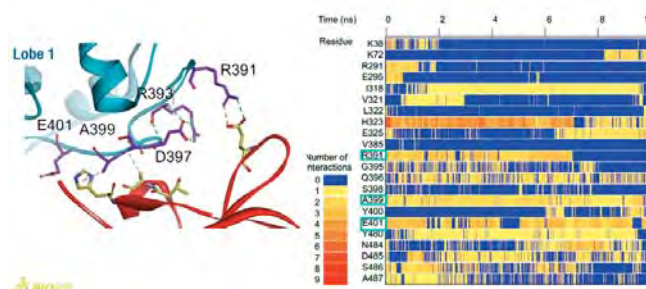 Lobe 1
R391
R393
E401
A399
D397
Time (ns)
0 2 4 6 8
Residue
K38
K72
R291
E295
I318
V321
L322
H323
E325
V385
R391
G395
Q396
S398
A399
Y400
E401
Y480
N484
D485
S486
A487
Number of
interactions
0
1
2
3
4
5
6
7
8
9